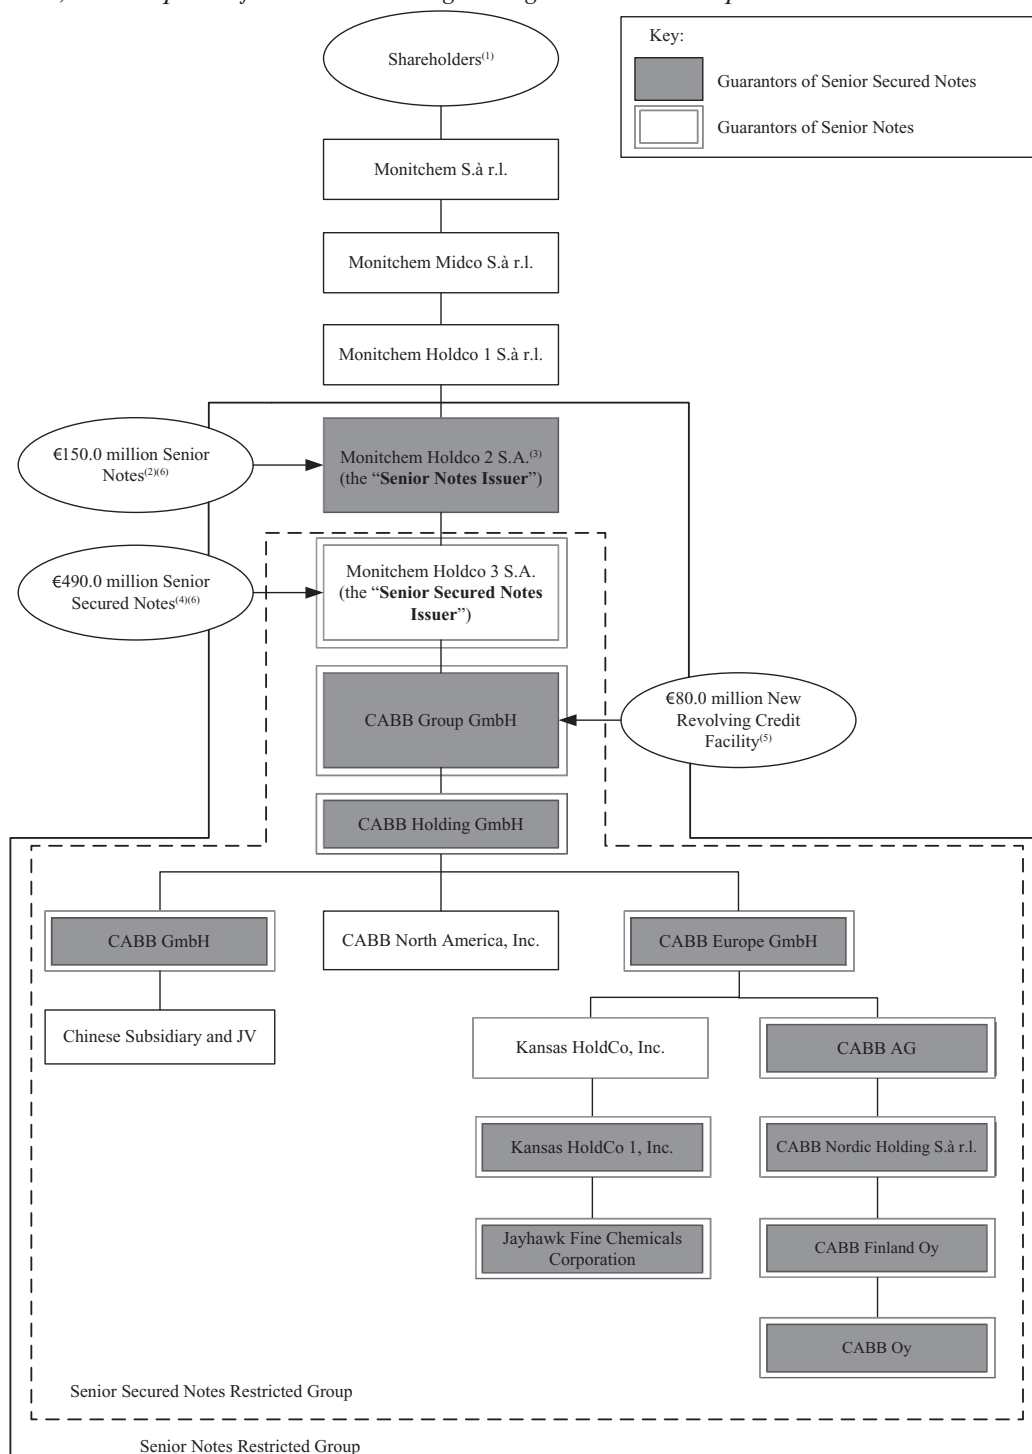 Shareholders(1)
Key:
Guarantors of Senior Secured Notes
Guarantors of Senior Notes
Monitchem S.à r.l.
Monitchem Midco S.à r.l.
Monitchem Holdco 1 S.à r.l.
€150.0 million Senior
Notes(2)(6)
Monitchem Holdco 2 S.A.(3)
(the “Senior Notes Issuer”)
€490.0 million Senior
Secured Notes(4)(6)
Monitchem Holdco 3 S.A.
(the “Senior Secured Notes
Issuer”)
CABB Group GmbH
€80.0 million New
Revolving Credit
Facility(5)
CABB Holding GmbH
CABB GmbH
CABB North America, Inc.
CABB Europe GmbH
Chinese Subsidiary and JV
Kansas HoldCo, Inc.
CABB AG
Kansas HoldCo 1, Inc.
CABB Nordic Holding S.à r.l.
Jayhawk Fine Chemicals
Corporation
CABB Finland Oy
CABB Oy
Senior Secured Notes Restricted Group
Senior Notes Restricted Group